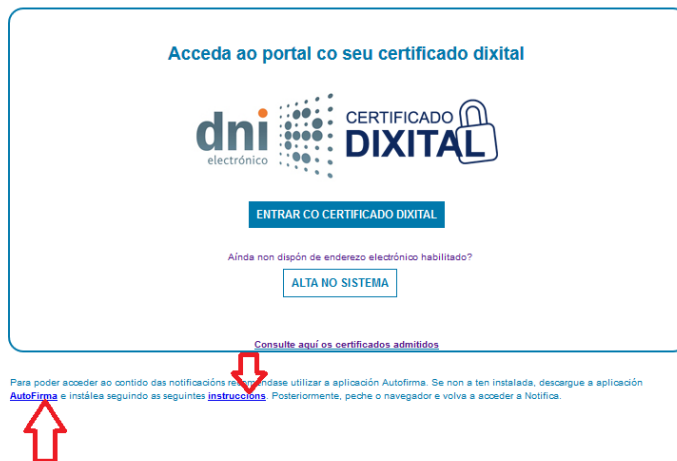 Acceda ao portal co seu certificado dixital
dni
electrónico
CERTIFICADO
DIXITAL
ENTRAR CO CERTIFICADO DIXITAL
Aínda non dispón de enderezo electrónico habilitado?
ALTA NO SISTEMA
Consulte aquí os certificados admitidos
Para poder acceder ao contido das notificacións recoméndase utilizar a aplicación Autofirma. Se non a ten instalada, descargue a aplicación
AutoFirma e instálea seguindo as seguintes instruccións. Posteriormente, peche o navegador e volva a acceder a Notifica.